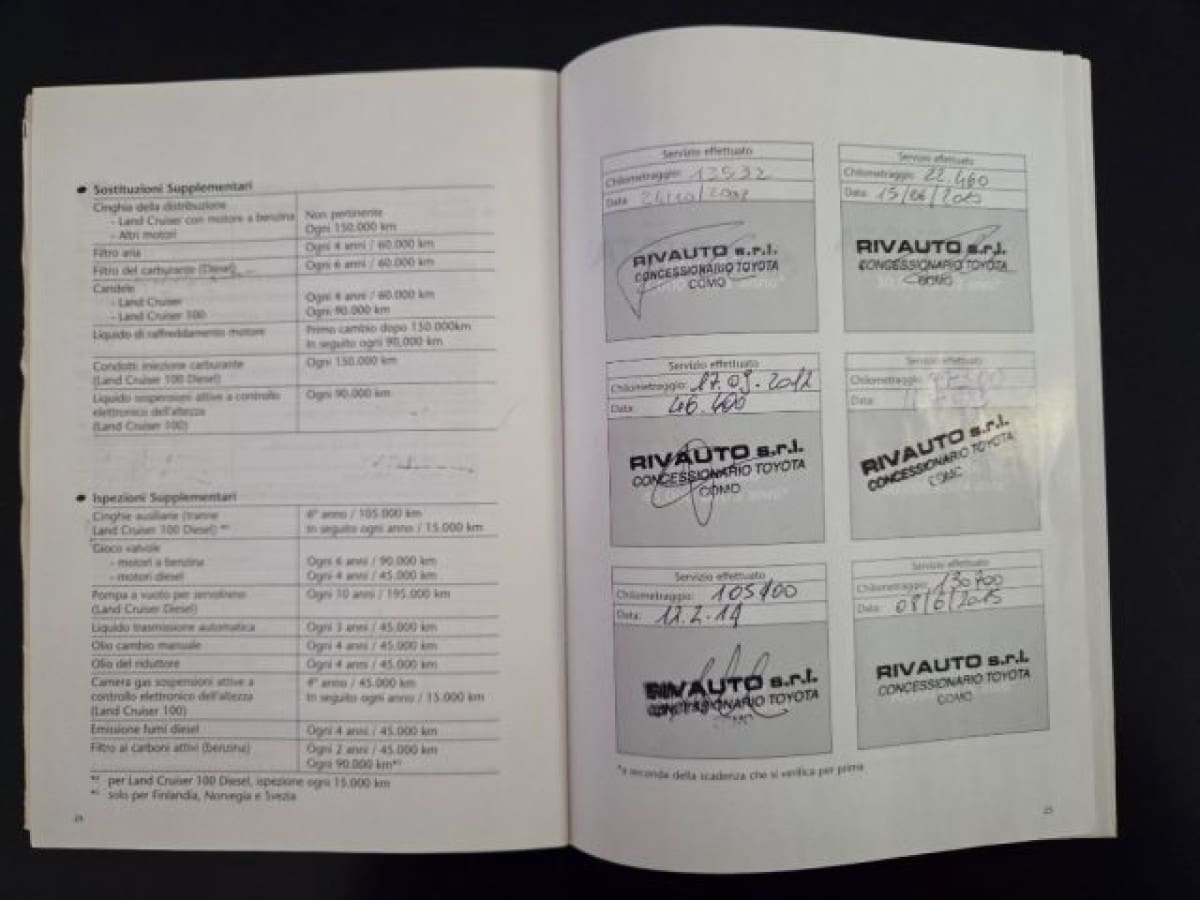 Sostituzioni Supplementari
Cinghia della distribuzione
- Land Cruiser con motore a benzina Non pertinente
- Altri motori Ogni 150.000 km
Filtro aria Ogni 4 anni / 60.000 km
Filtro del carburante (Diesel) Ogni 6 anni / 60.000 km
Candele
- Land Cruiser Ogni 4 anni / 60.000 km
- Land Cruiser 100 Ogni 90.000 km
Liquido di raffreddamento motore Primo cambio dopo 150.000km
In seguito ogni 90.000 km
Condotti iniezione carburante Ogni 150.000 km
(Land Cruiser 100 Diesel)
Liquido sospensioni attive a controllo Ogni 90.000 km
elettronico dell'altezza
(Land Cruiser 100)
Ispezioni Supplementari
Cinghie ausiliarie (tranne anno / 105.000 km
Land Cruiser 100 Diesel) In seguito ogni anno / 15.000 km
Gioco valvole
- motori a benzina Ogni 6 anni / 90.000 km
- motori diesel Ogni 4 anni / 45.000 km
Pompa a vuoto per servofreno Ogni 10 anni / 195.000 km
(Land Cruiser Diesel)
Liquido trasmissione automatica Ogni 3 anni / 45.000 km
Olio cambio manuale Ogni 4 anni / 45.000 km
Olio del riduttore Ogni 4 anni / 45.000 km
Camera gas sospensioni attive a anno / 45.000 km
controllo elettronico dell'altezza In seguito ogni anno / 15.000 km
(Land Cruiser 100)
Emissione fumi diesel Ogni 4 anni / 45.000 km
Filtro ai carboni attivi (benzina) Ogni 2 anni / 45.000 km
Ogni 90.000 km
per Land Cruiser 100 Diesel, ispezione ogni 15.000 km
solo per Finlandia, Norvegia e Svezia
24
Servizio effettuato
Chilometraggio:
Data
RIVAUTO s.r.l.
CONCESSIONARIO TOYOTA
COMO
Servizio effettuato
Chilometraggio: 22.460
Data: 15/06/
RIVAUTO s.r.l.
CONCESSIONARIO TOYOTA
COMO
Servizio effettuato
Chilometraggio: 17.09.2012
Data: 46.400
RIVAUTO s.r.l.
CONCESSIONARIO TOYOTA
COMO
Servizio effettuato
Chilometraggio:
Data:
RIVAUTO s.r.l.
CONCESSIONARIO TOYOTA
COMO
Servizio effettuato
Chilometraggio: 105100
Data:
RIVAUTO s.r.l.
CONCESSIONARIO TOYOTA
COMO
Servizio effettuato
Chilometraggio: 130700
Data: 08/6/2015
RIVAUTO s.r.l.
CONCESSIONARIO TOYOTA
COMO
*a seconda della scadenza che si verifica per prima
25